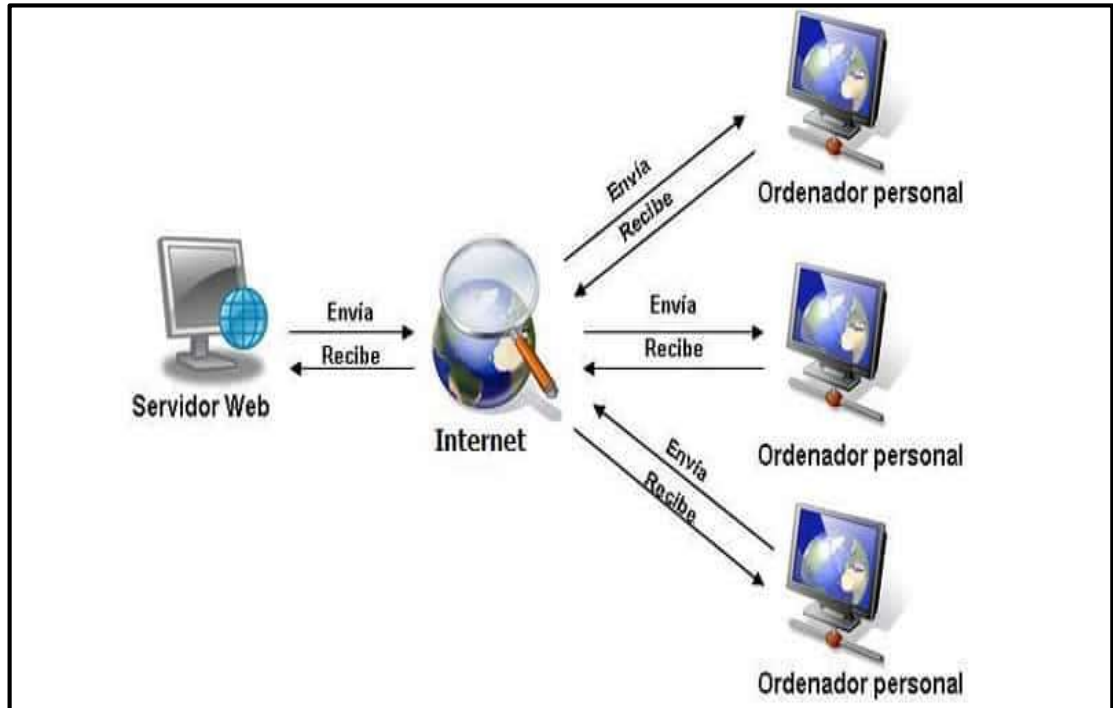 Envía
Recibe
Ordenador personal
Envía
Recibe
Servidor Web
Internet
Envía
Recibe
Ordenador personal
Envía
Recibe
Ordenador personal